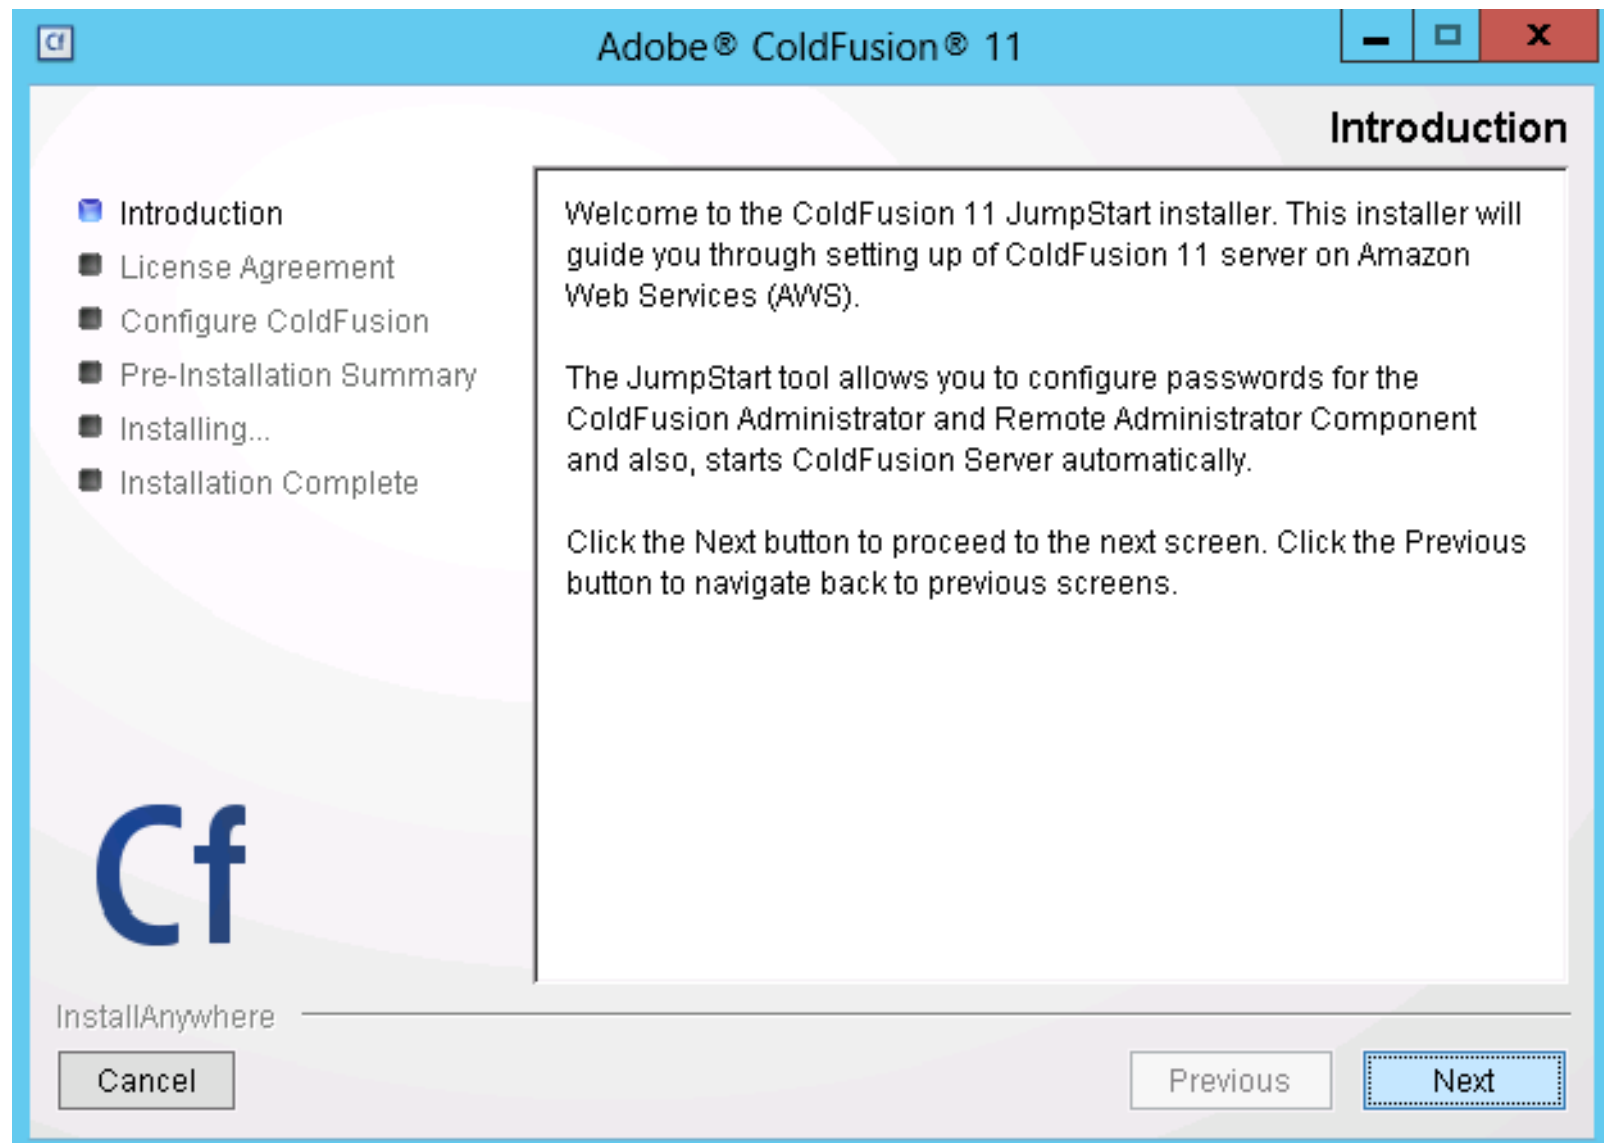 Cf
Adobe® ColdFusion® 11
x
Introduction
Introduction
License Agreement
Configure ColdFusion
Pre-Installation Summary
Installing...
Installation Complete
Welcome to the ColdFusion 11 JumpStart installer. This installer will
guide you through setting up of ColdFusion 11 server on Amazon
Web Services (AWS).
The JumpStart tool allows you to configure passwords for the
ColdFusion Administrator and Remote Administrator Component
and also, starts ColdFusion Server automatically.
Click the Next button to proceed to the next screen. Click the Previous
button to navigate back to previous screens.
Cf
InstallAnywhere
Cancel
Previous
Next